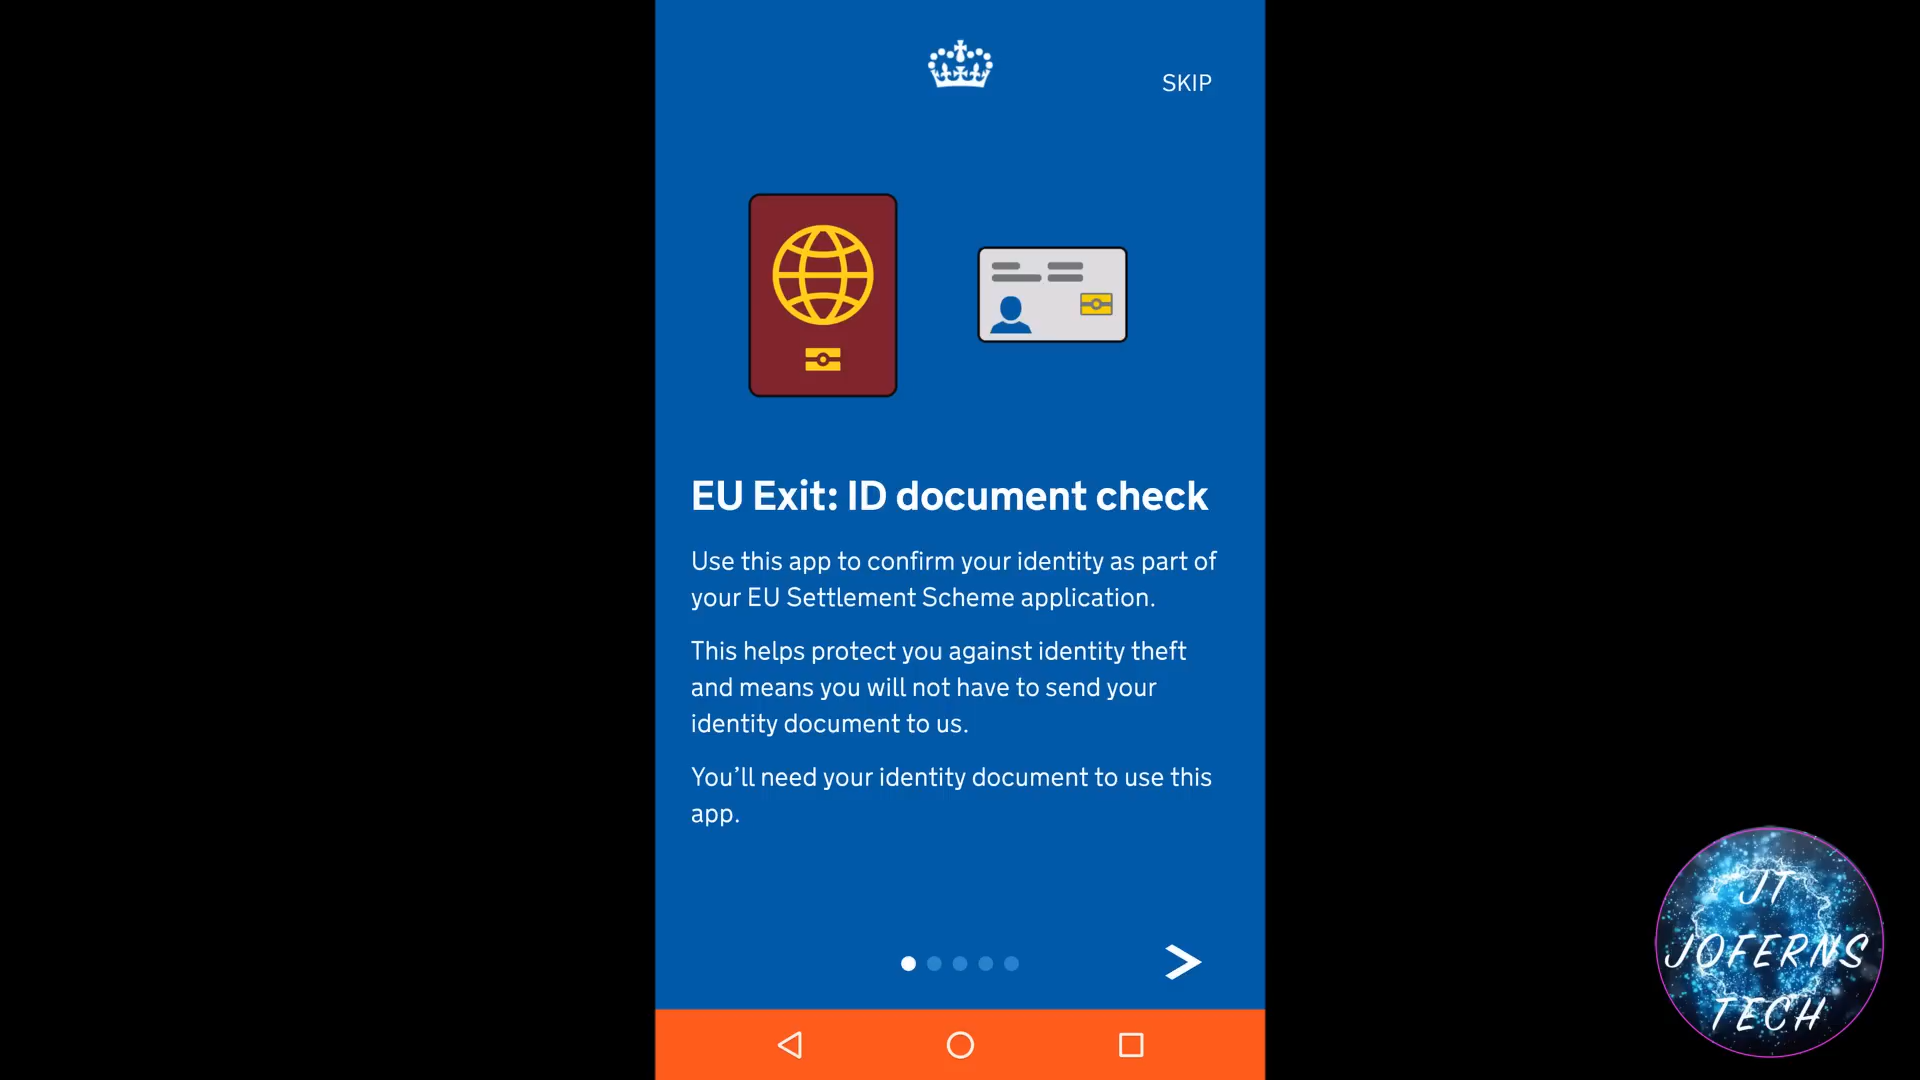 SKIP
EU Exit: ID document check
Use this app to confirm your identity as part of
your EU Settlement Scheme application.
This helps protect you against identity theft
and means you will not have to send your
identity document to us.
You’ll need your identity document to use this
app.
JT
JOFERNS
TECH